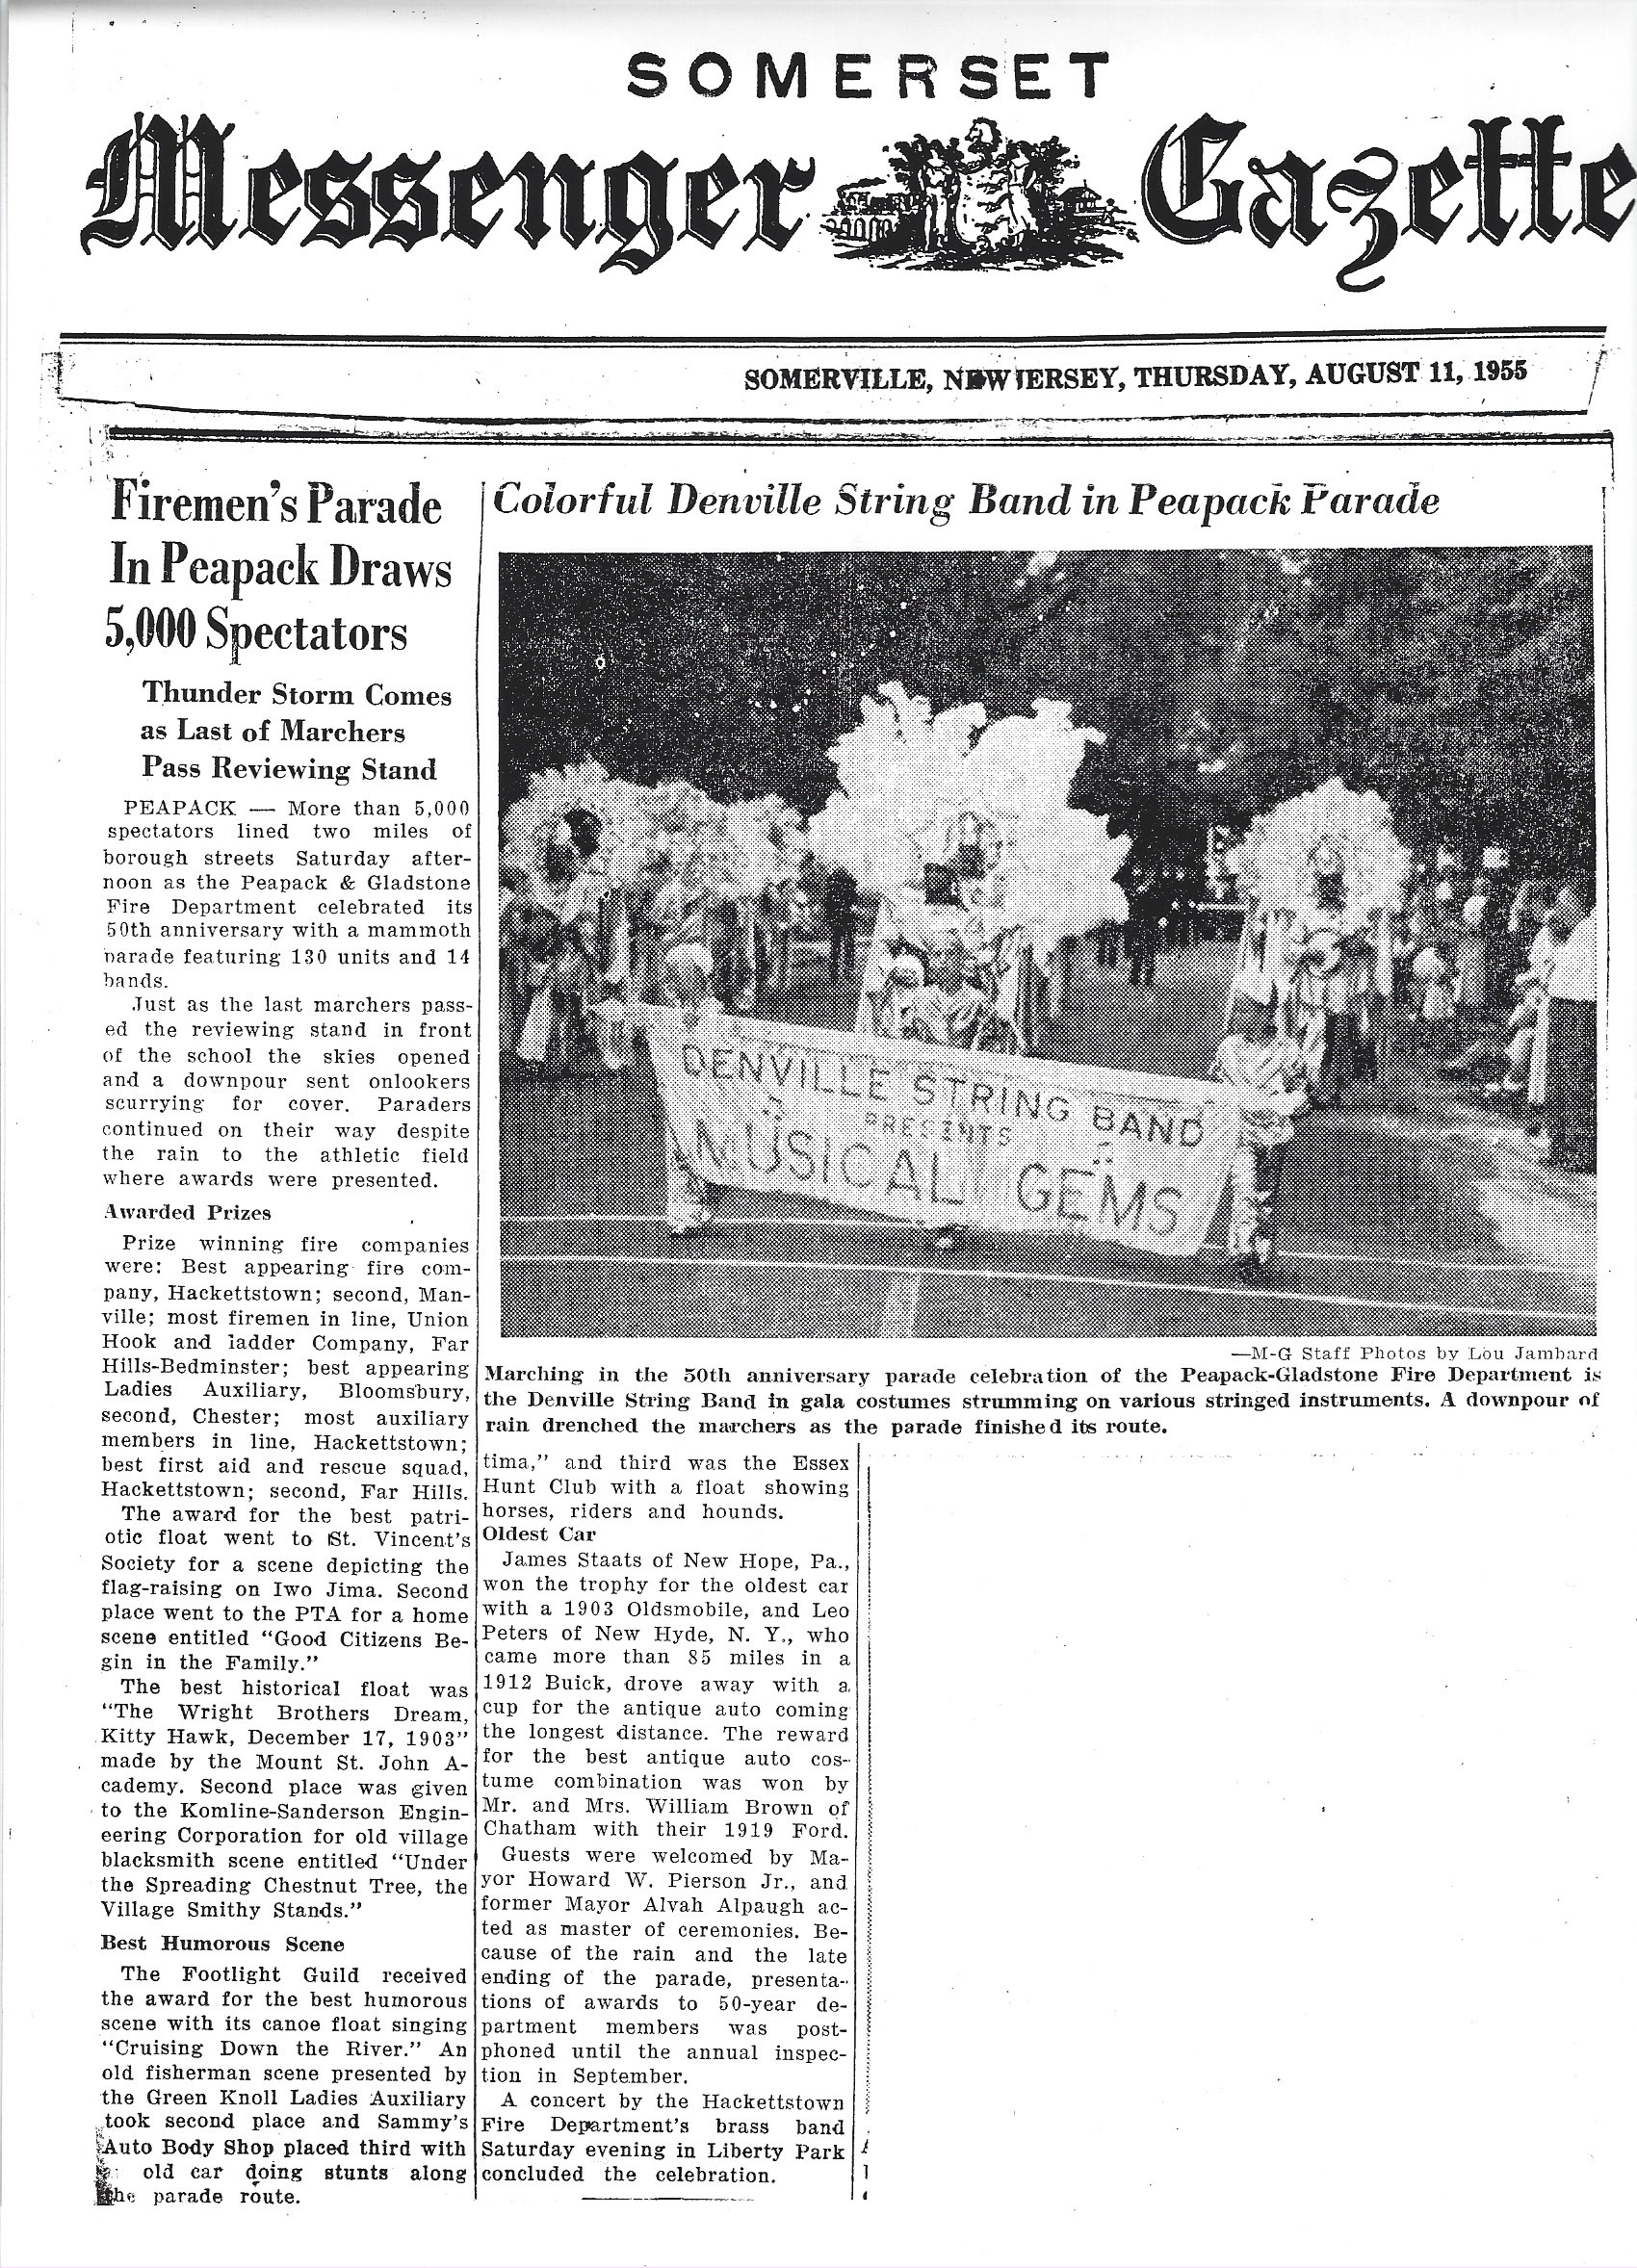 SOMERSET
Messenger Gazette
SOMERVILLE, NEW JERSEY, THURSDAY, AUGUST 11, 1955
Firemen's Parade
In Peapack Draws
5,000 Spectators
Thunder Storm Comes
as Last of Marchers
Pass Reviewing Stand
PEAPACK — More than 5,000
spectators lined two miles of
borough streets Saturday after-
noon as the Peapack & Gladstone
Fire Department celebrated its
50th anniversary with a mammoth
parade featuring 130 units and 14
bands.
Just as the last marchers pass-
ed the reviewing stand in front
of the school the skies opened
and a downpour sent onlookers
scurrying for cover. Paraders
continued on their way despite
the rain to the athletic field
where awards were presented.
Awarded Prizes
Prize winning fire companies
were: Best appearing fire com-
pany, Hackettstown; second, Man-
ville; most firemen in line, Union
Hook and ladder Company, Far
Hills-Bedminster; best appearing
Ladies Auxiliary, Bloomsbury,
second, Chester; most auxiliary
members in line, Hackettstown;
best first aid and rescue squad,
Hackettstown; second, Far Hills.
The award for the best patri-
otic float went to St. Vincent's
Society for a scene depicting the
flag-raising on Iwo Jima. Second
place went to the PTA for a home
scene entitled "Good Citizens Be-
gin in the Family."
The best historical float was
"The Wright Brothers Dream,
Kitty Hawk, December 17, 1903"
made by the Mount St. John A-
cademy. Second place was given
to the Komline-Sanderson Engin-
eering Corporation for old village
blacksmith scene entitled "Under
the Spreading Chestnut Tree, the
Village Smithy Stands."
Best Humorous Scene
The Footlight Guild received
the award for the best humorous
scene with its canoe float singing
"Cruising Down the River." An
old fisherman scene presented by
the Green Knoll Ladies Auxiliary
took second place and Sammy's
Auto Body Shop placed third with
old car doing stunts along
the parade route.
Colorful Denville String Band in Peapack Parade
DENVILLE STRING BAND
PRESENTS
MUSICAL GEMS
—M-G Staff Photos by Lou Jambard
Marching in the 50th anniversary parade celebration of the Peapack-Gladstone Fire Department is
the Denville String Band in gala costumes strumming on various stringed instruments. A downpour of
rain drenched the marchers as the parade finished its route.
tima," and third was the Essex
Hunt Club with a float showing
horses, riders and hounds.
Oldest Car
James Staats of New Hope, Pa.,
won the trophy for the oldest car
with a 1903 Oldsmobile, and Leo
Peters of New Hyde, N. Y., who
came more than 85 miles in a
1912 Buick, drove away with a
cup for the antique auto coming
the longest distance. The reward
for the best antique auto cos-
tume combination was won by
Mr. and Mrs. William Brown of
Chatham with their 1919 Ford.
Guests were welcomed by Ma-
yor Howard W. Pierson Jr., and
former Mayor Alvah Alpaugh ac-
ted as master of ceremonies. Be-
cause of the rain and the late
ending of the parade, presenta-
tions of awards to 50-year de-
partment members was post-
phoned until the annual inspec-
tion in September.
A concert by the Hackettstown
Fire Department's brass band
Saturday evening in Liberty Park
concluded the celebration.